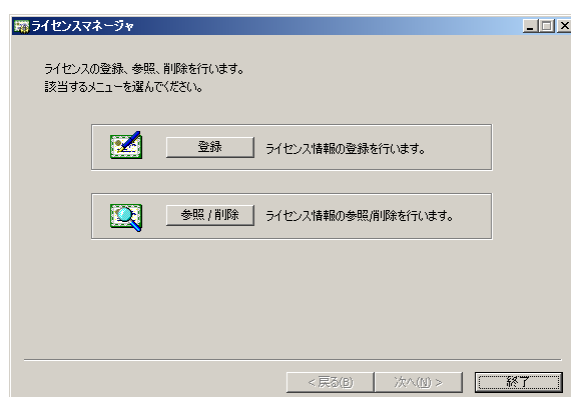 ライセンスマネージャ
ライセンスの登録、参照、削除を行います。
該当するメニューを選んでください。
登録 ライセンス情報の登録を行います。
参照 / 削除 ライセンス情報の参照/削除を行います。
< 戻る(B) 次へ(N) > 終了